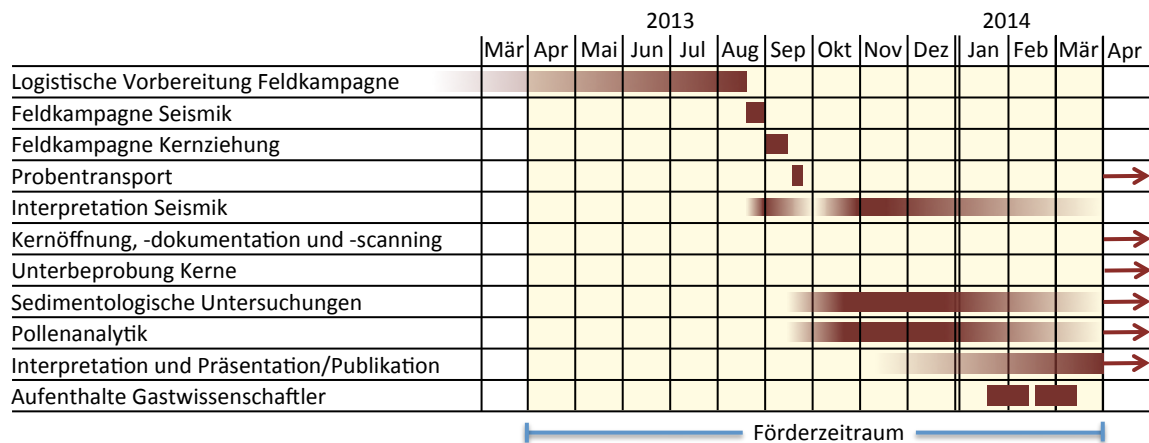 2013 2014
Mär Apr Mai Jun Jul Aug Sep Okt Nov Dez Jan Feb Mär Apr
Logistische Vorbereitung Feldkampagne
Feldkampagne Seismik
Feldkampagne Kernziehung
Probentransport
Interpretation Seismik
Kernöffnung, -dokumentation und -scanning
Unterbeprobung Kerne
Sedimentologische Untersuchungen
Pollenanalytik
Interpretation und Präsentation/Publikation
Aufenthalte Gastwissenschaftler
Förderzeitraum